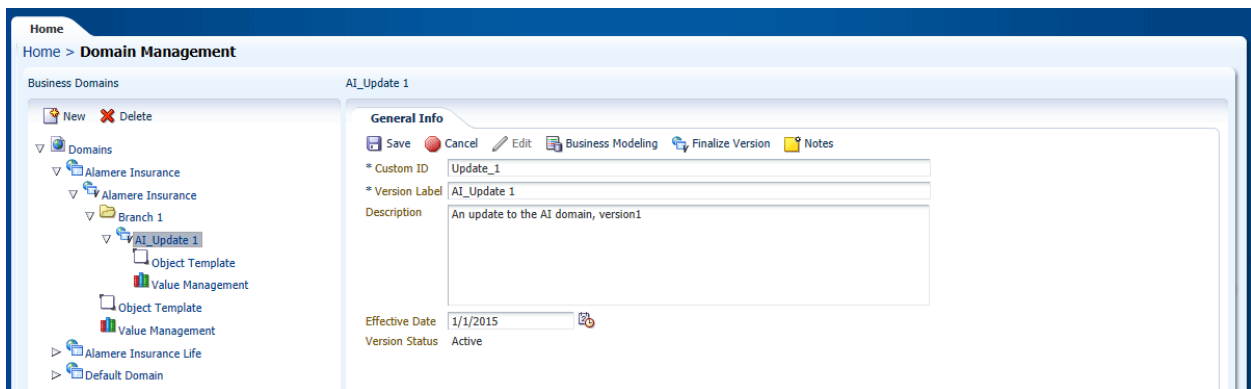 Home
Home > Domain Management
Business Domains
AI_Update 1
New Delete
Domains
Alamere Insurance
Alamere Insurance
Branch 1
AI_Update 1
Object Template
Value Management
Object Template
Value Management
Alamere Insurance Life
Default Domain
General Info
Save Cancel Edit Business Modeling Finalize Version Notes
* Custom ID Update_1
* Version Label AI_Update 1
Description An update to the AI domain, version1
Effective Date 1/1/2015
Version Status Active